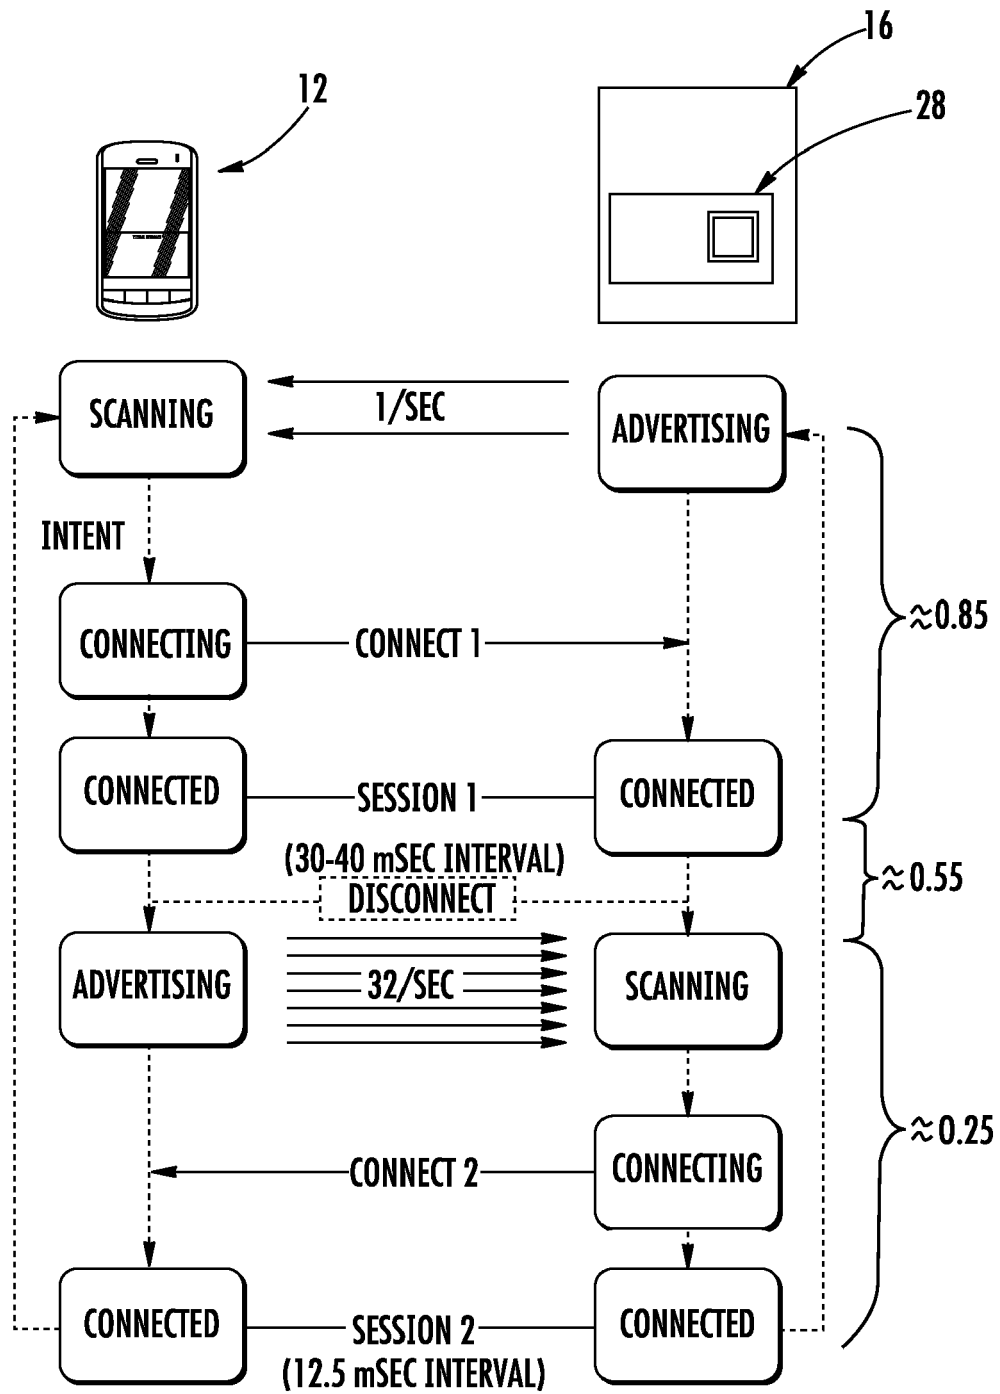 16
12
28
SCANNING
1/SEC
ADVERTISING
INTENT
≈0.85
CONNECTING
CONNECT 1
CONNECTED
SESSION 1
CONNECTED
(30-40 mSEC INTERVAL)
≈0.55
DISCONNECT
ADVERTISING
32/SEC
SCANNING
≈0.25
CONNECT 2
CONNECTING
CONNECTED
SESSION 2
CONNECTED
(12.5 mSEC INTERVAL)